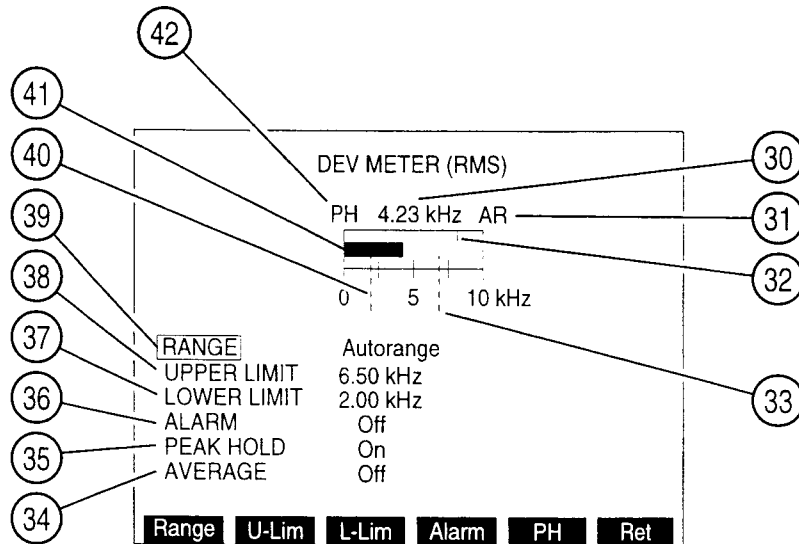 42
41
40
39
38
37
36
35
34
DEV METER (RMS)
PH 4.23 kHz AR
0 5 10 kHz
RANGE Autorange
UPPER LIMIT 6.50 kHz
LOWER LIMIT 2.00 kHz
ALARM Off
PEAK HOLD On
AVERAGE Off
Range U-Lim L-Lim Alarm PH Ret
30
31
32
33